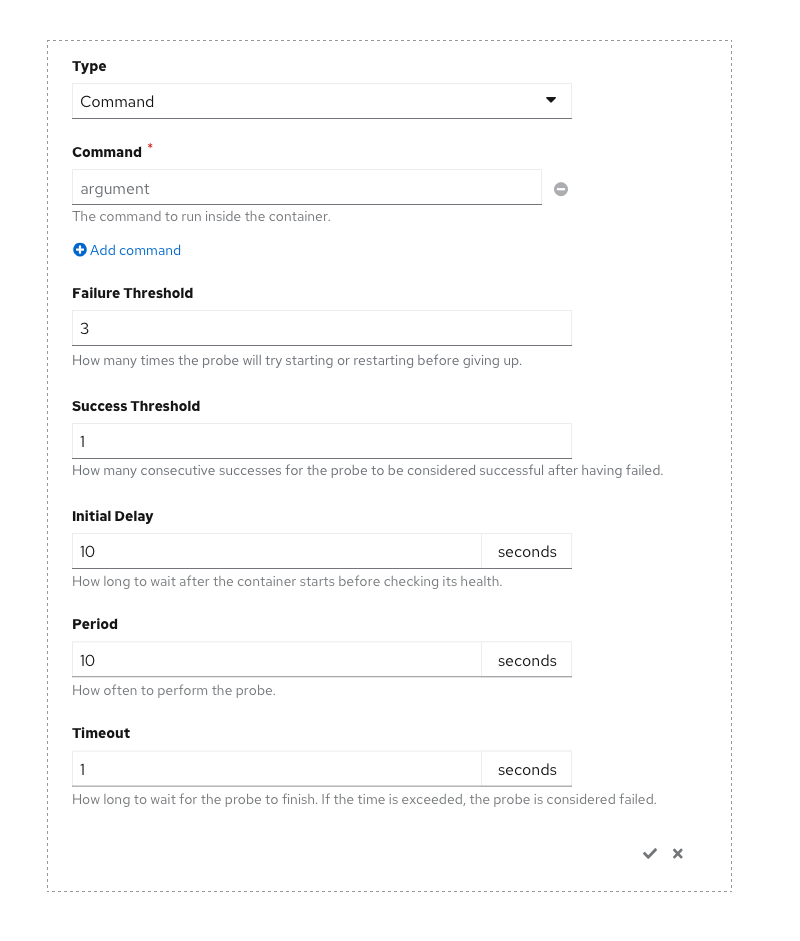 Type
Command
Command *
argument
The command to run inside the container.
Add command
Failure Threshold
3
How many times the probe will try starting or restarting before giving up.
Success Threshold
1
How many consecutive successes for the probe to be considered successful after having failed.
Initial Delay
10 seconds
How long to wait after the container starts before checking its health.
Period
10 seconds
How often to perform the probe.
Timeout
1 seconds
How long to wait for the probe to finish. If the time is exceeded, the probe is considered failed.